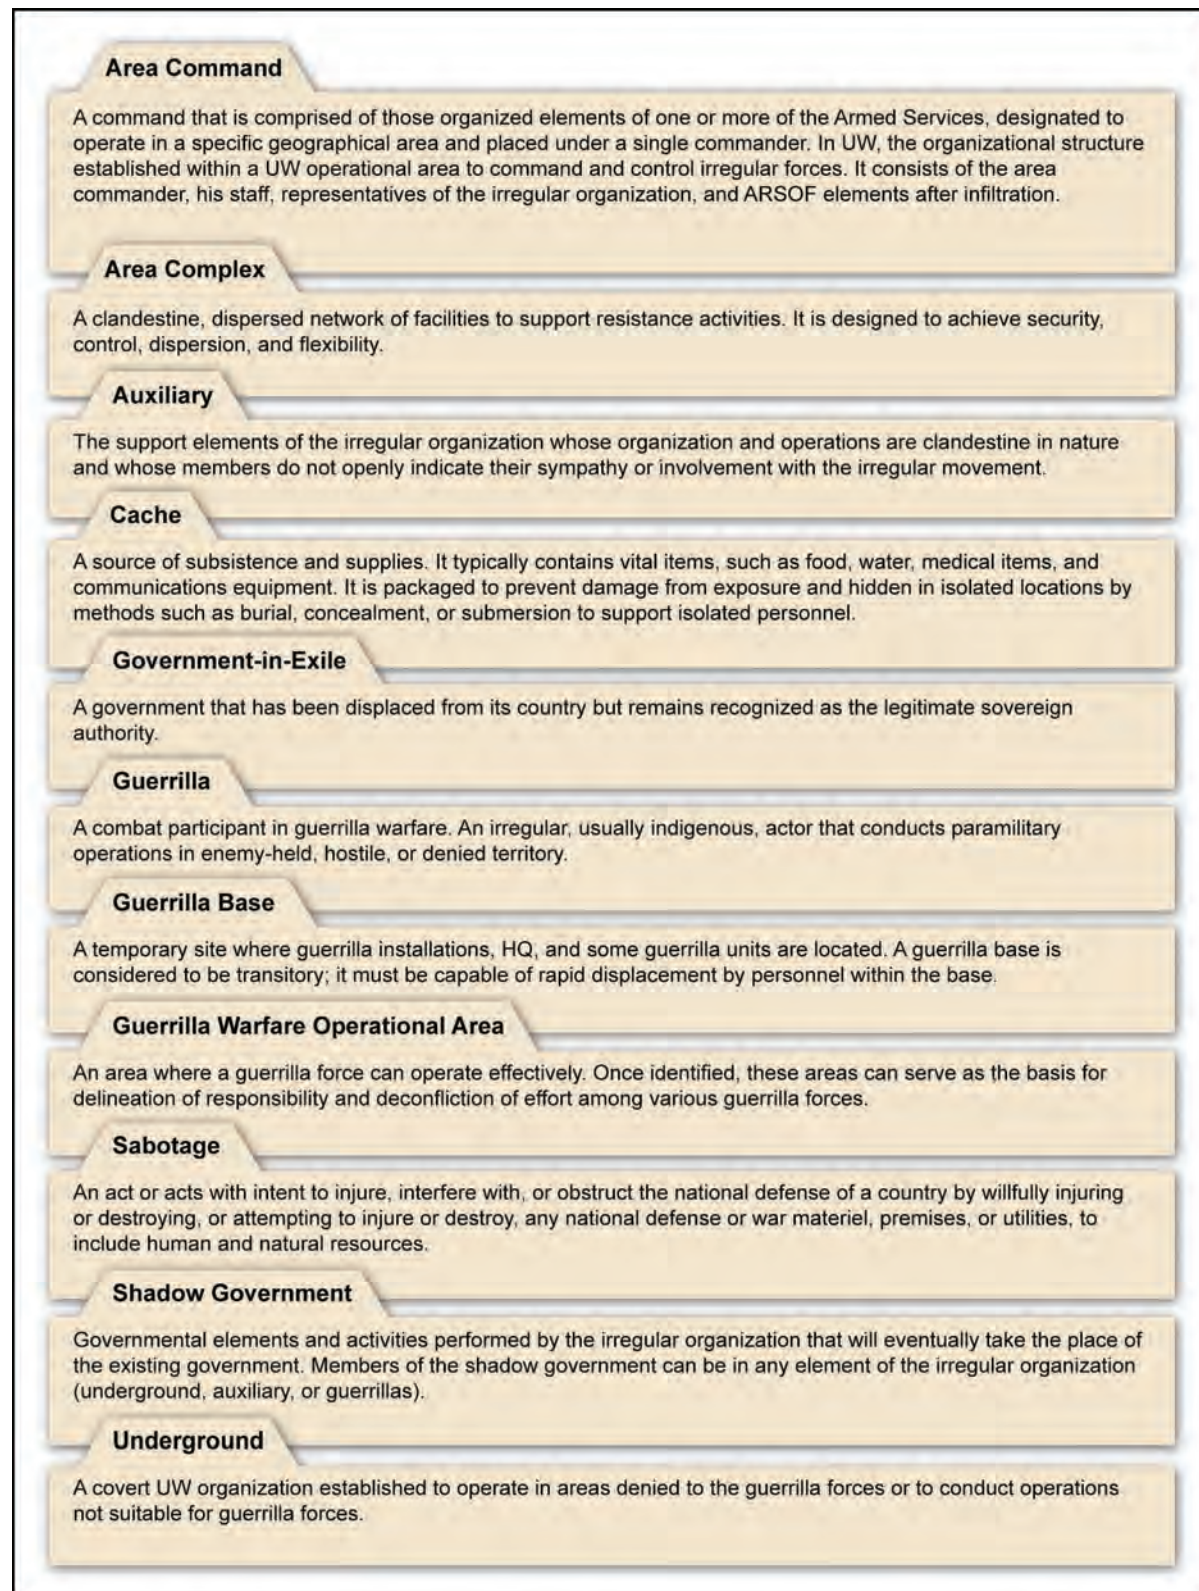 Area Command
A command that is comprised of those organized elements of one or more of the Armed Services, designated to
operate in a specific geographical area and placed under a single commander. In UW, the organizational structure
established within a UW operational area to command and control irregular forces. It consists of the area
commander, his staff, representatives of the irregular organization, and ARSOF elements after infiltration.
Area Complex
A clandestine, dispersed network of facilities to support resistance activities. It is designed to achieve security,
control, dispersion, and flexibility.
Auxiliary
The support elements of the irregular organization whose organization and operations are clandestine in nature
and whose members do not openly indicate their sympathy or involvement with the irregular movement.
Cache
A source of subsistence and supplies. It typically contains vital items, such as food, water, medical items, and
communications equipment. It is packaged to prevent damage from exposure and hidden in isolated locations by
methods such as burial, concealment, or submersion to support isolated personnel.
Government-in-Exile
A government that has been displaced from its country but remains recognized as the legitimate sovereign
authority.
Guerrilla
A combat participant in guerrilla warfare. An irregular, usually indigenous, actor that conducts paramilitary
operations in enemy-held, hostile, or denied territory.
Guerrilla Base
A temporary site where guerrilla installations, HQ, and some guerrilla units are located. A guerrilla base is
considered to be transitory; it must be capable of rapid displacement by personnel within the base.
Guerrilla Warfare Operational Area
An area where a guerrilla force can operate effectively. Once identified, these areas can serve as the basis for
delineation of responsibility and deconfliction of effort among various guerrilla forces.
Sabotage
An act or acts with intent to injure, interfere with, or obstruct the national defense of a country by willfully injuring
or destroying, or attempting to injure or destroy, any national defense or war materiel, premises, or utilities, to
include human and natural resources.
Shadow Government
Governmental elements and activities performed by the irregular organization that will eventually take the place of
the existing government. Members of the shadow government can be in any element of the irregular organization
(underground, auxiliary, or guerrillas).
Underground
A covert UW organization established to operate in areas denied to the guerrilla forces or to conduct operations
not suitable for guerrilla forces.